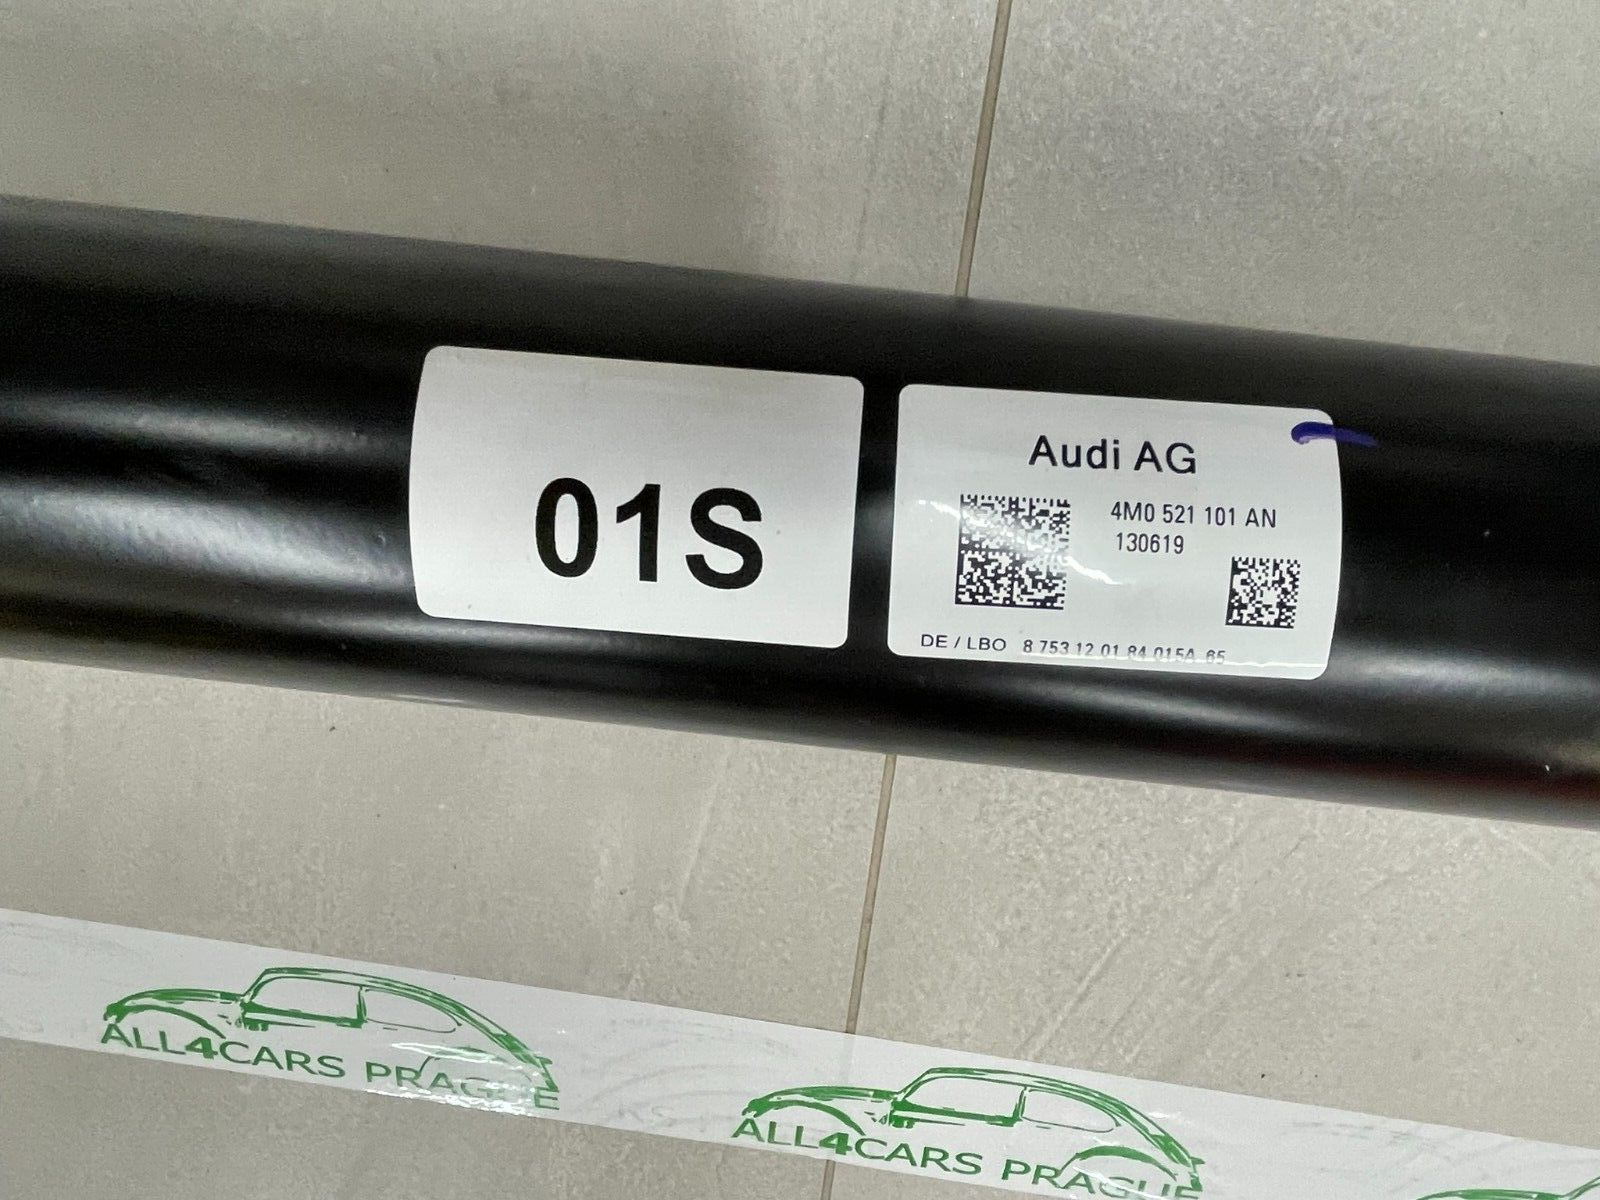 01S
Audi AG
4M0 521 101 AN
130619
DE / LBO 8 753 12 01 84 015A 65
ALL4CARS PRAGUE
ALL4CARS PRAGUE